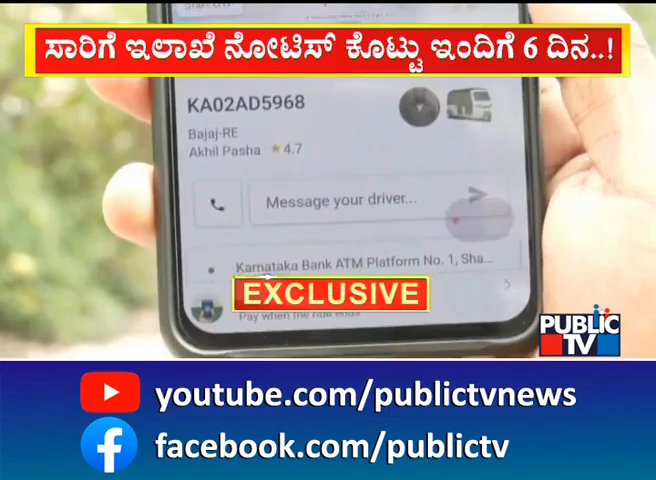 ಸಾರಿಗೆ ಇಲಾಖೆ ನೋಟಿಸ್ ಕೊಟ್ಟು ಇಂದಿಗೆ 6 ದಿನ..!
KA02AD5968
Bajaj-RE
Akhil Pasha ★4.7
Message your driver...
Karnataka Bank ATM Platform No. 1, Sha...
EXCLUSIVE
Pay when the ride ends
PUBLIC
TV
youtube.com/publictvnews
facebook.com/publictv